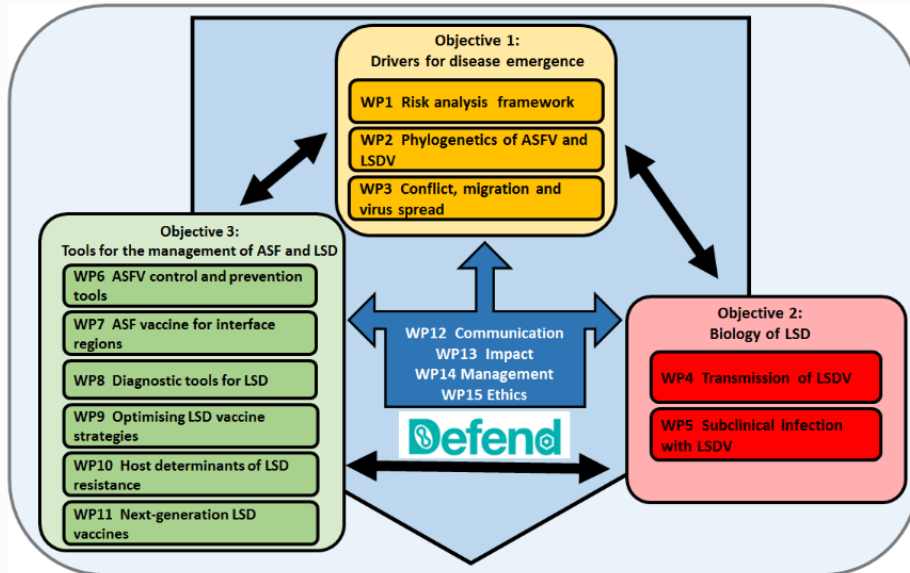 Objective 1:
Drivers for disease emergence
WP1 Risk analysis framework
WP2 Phylogenetics of ASFV and
LSDV
WP3 Conflict, migration and
virus spread
Objective 3:
Tools for the management of ASF and LSD
WP6 ASFV control and prevention
tools
WP7 ASF vaccine for interface
regions
WP8 Diagnostic tools for LSD
WP9 Optimising LSD vaccine
strategies
WP10 Host determinants of LSD
resistance
WP11 Next-generation LSD
vaccines
WP12 Communication
WP13 Impact
WP14 Management
WP15 Ethics
Defend
Objective 2:
Biology of LSD
WP4 Transmission of LSDV
WP5 Subclinical infection
with LSDV